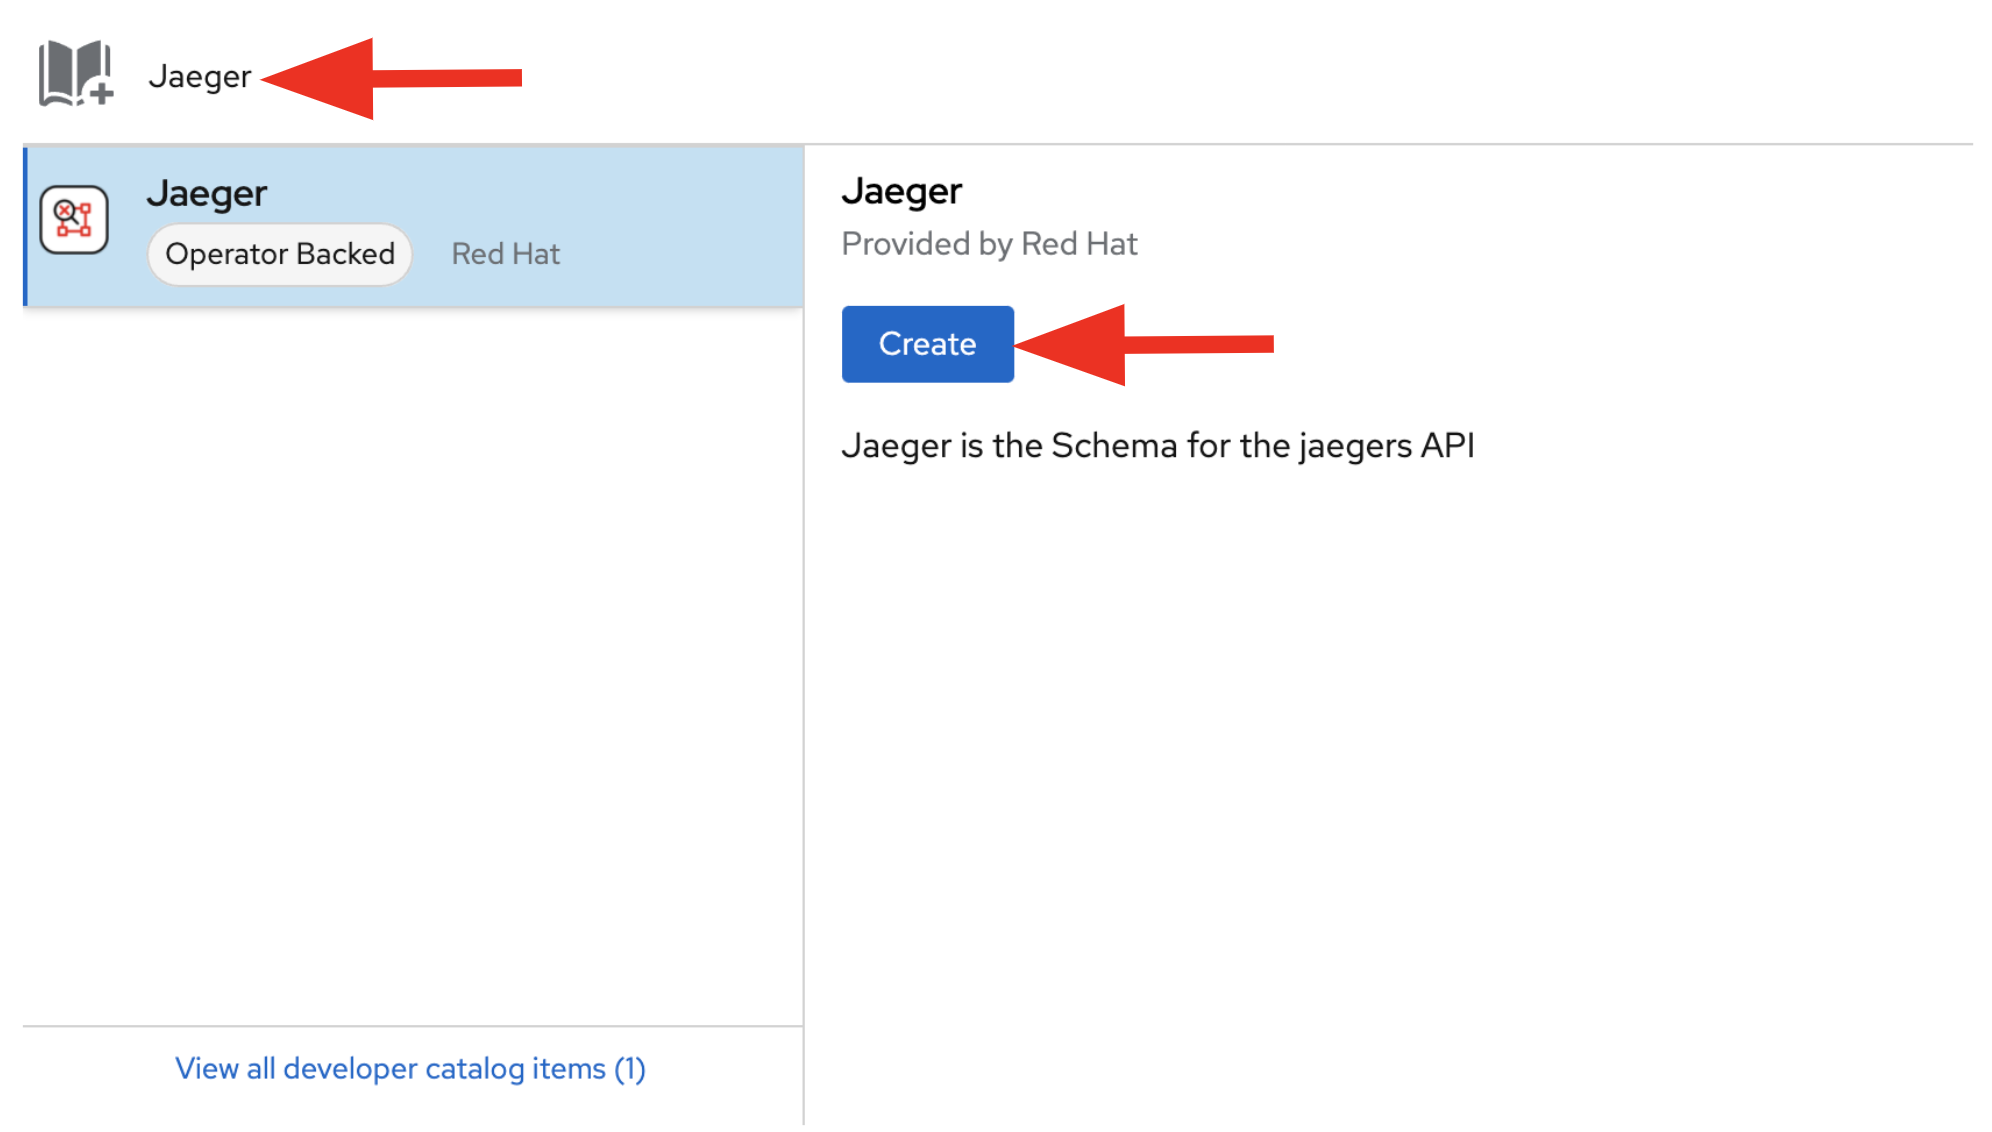 Jaeger
Jaeger
Operator Backed Red Hat
Jaeger
Provided by Red Hat
Create
Jaeger is the Schema for the jaegers API
View all developer catalog items (1)